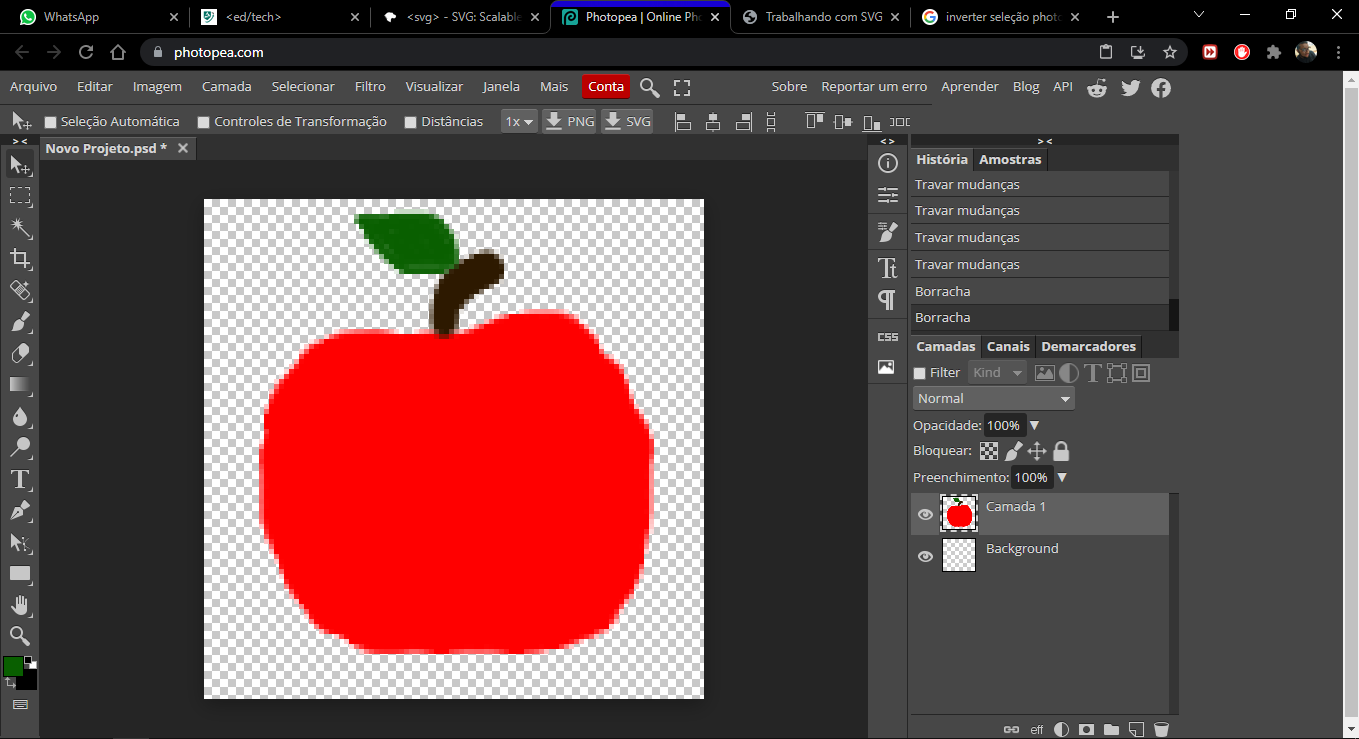 WhatsApp
<ed/tech>
<svg> - SVG: Scalable
Photopea | Online Pho
Trabalhando com SVG
inverter seleção photo
photopea.com
Arquivo Editar Imagem Camada Selecionar Filtro Visualizar Janela Mais Conta
Sobre Reportar um erro Aprender Blog API
Seleção Automática Controles de Transformação Distâncias 1x PNG SVG
> < < > > <
Novo Projeto.psd *
História Amostras
Travar mudanças
Travar mudanças
Travar mudanças
Travar mudanças
Borracha
Borracha
CSS
Camadas Canais Demarcadores
Filter Kind
Normal
Opacidade: 100%
Bloquear:
Preenchimento: 100%
Camada 1
Background
eff